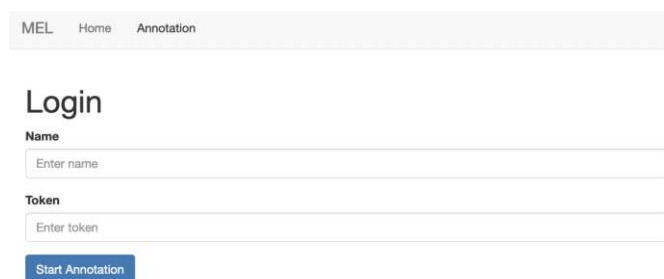 MEL Home Annotation
Login
Name
Enter name
Token
Enter token
Start Annotation